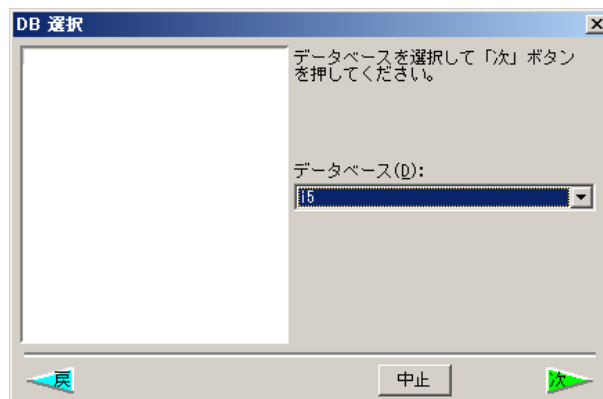 DB 選択
データベースを選択して「次」ボタン
を押してください。
データベース(D):
i5
戻
中止
次